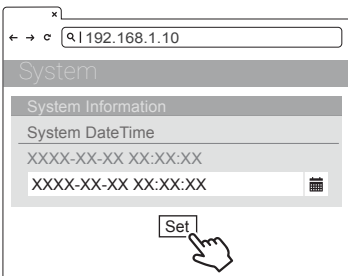 192.168.1.10
System
System Information
System DateTime
XXXX-XX-XX XX:XX:XX
XXXX-XX-XX XX:XX:XX
Set